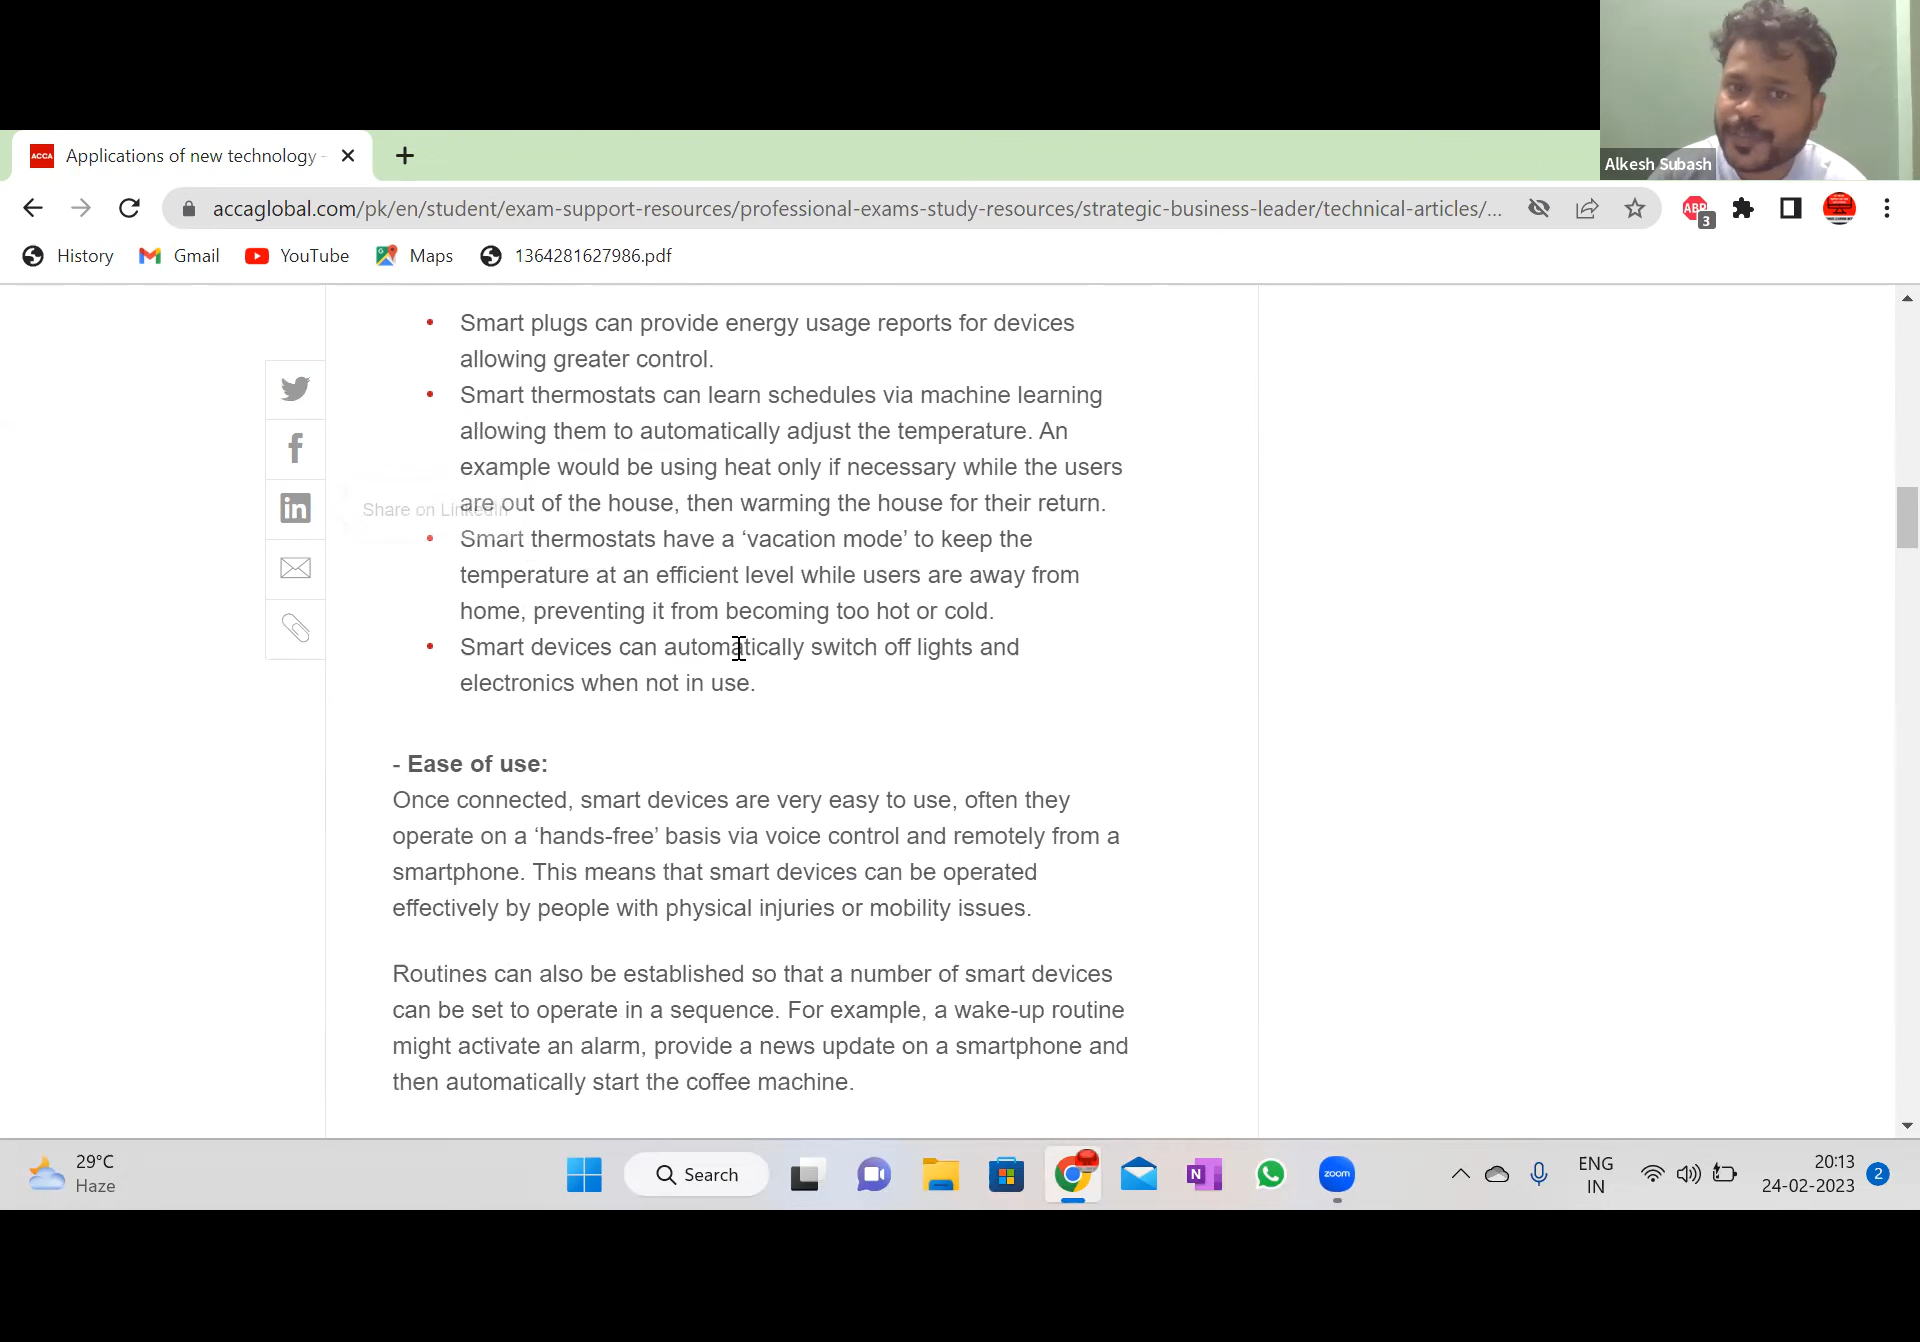 Alkesh Subash
ACCA Applications of new technology -
accaglobal.com/pk/en/student/exam-support-resources/professional-exams-study-resources/strategic-business-leader/technical-articles/...
ABP 3
History Gmail YouTube Maps 1364281627986.pdf
• Smart plugs can provide energy usage reports for devices
allowing greater control.
• Smart thermostats can learn schedules via machine learning
allowing them to automatically adjust the temperature. An
example would be using heat only if necessary while the users
are out of the house, then warming the house for their return.
Share on LinkedIn
• Smart thermostats have a ‘vacation mode’ to keep the
temperature at an efficient level while users are away from
home, preventing it from becoming too hot or cold.
• Smart devices can automatically switch off lights and
electronics when not in use.
- Ease of use:
Once connected, smart devices are very easy to use, often they
operate on a ‘hands-free’ basis via voice control and remotely from a
smartphone. This means that smart devices can be operated
effectively by people with physical injuries or mobility issues.
Routines can also be established so that a number of smart devices
can be set to operate in a sequence. For example, a wake-up routine
might activate an alarm, provide a news update on a smartphone and
then automatically start the coffee machine.
29°C
Haze
Search
N
zoom
ENG
IN
20:13
24-02-2023
2